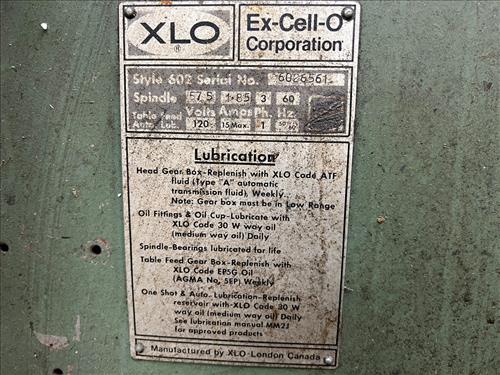 XLO
®
Ex-Cell-O
Corporation
Style 602 Serial No. 6026561
Volts Amps Ph. Hz.
Spindle 575 1.85 3 60
Table Feed
Auto. Lub. 120 15 Max. 1
Lubrication
Head Gear Box-Replenish with XLO Code ATF
fluid (Type "A" automatic
transmission fluid), Weekly.
Note: Gear box must be in Low Range
Oil Fittings & Oil Cup-Lubricate with
XLO Code 30 W way oil
(medium way oil) Daily
Spindle-Bearings lubricated for life
Table Feed Gear Box-Replenish with
XLO Code EP5G Oil
(AGMA No. 5EP) Weekly
One Shot & Auto. Lubrication-Replenish
reservoir with XLO Code 30 W
way oil (medium way oil) Daily
See lubrication manual MM2J
for approved products
Manufactured by XLO-London Canada